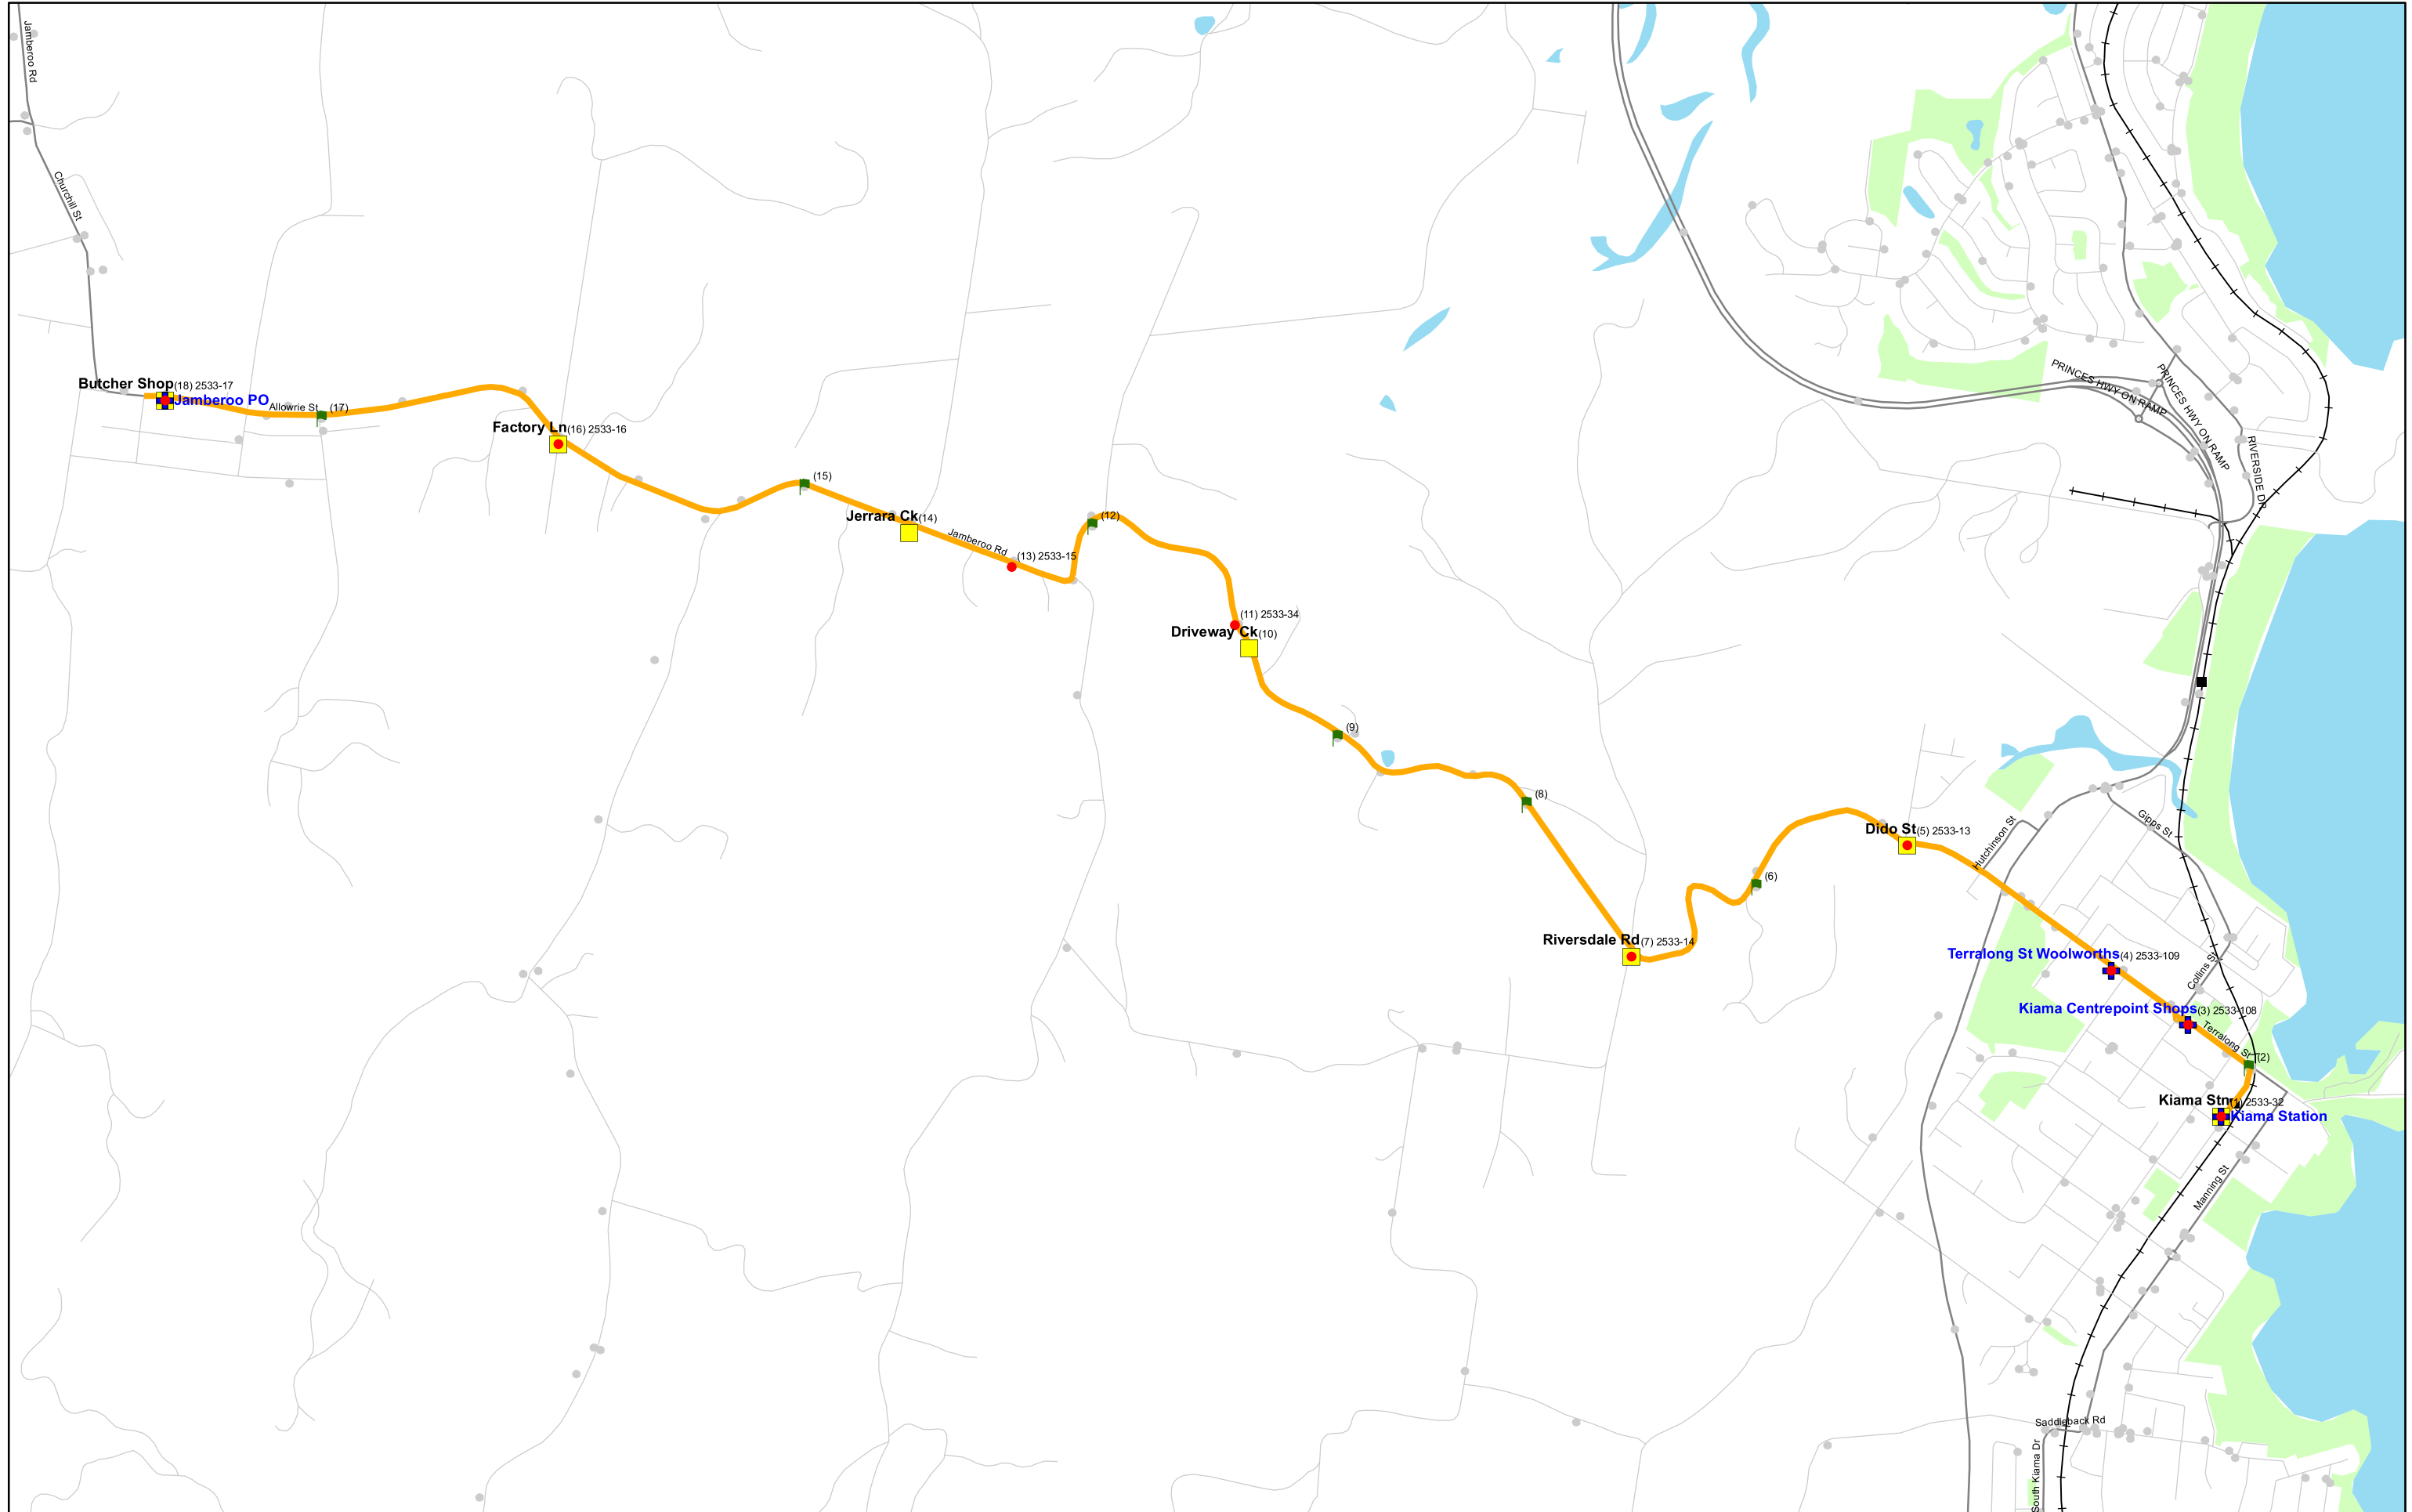 Jamberoo Rd
Churchill St
PRINCES HWY ON RAMP
PRINCES HWY ON RAMP
RIVERSIDE DR
Butcher Shop(18) 2533-17
Jamberoo PO
Allowrie St
(17)
Factory Ln(16) 2533-16
(15)
Jerrara Ck(14)
Jamberoo Rd
(13) 2533-15
(12)
(11) 2533-34
Driveway Ck(10)
(9)
(8)
Dido St(5) 2533-13
Hutchinson St
Gipps St
(6)
Riversdale Rd(7) 2533-14
Terralong St Woolworths(4) 2533-109
Collins St
Kiama Centrepoint Shops(3) 2533-108
Terralong St
(2)
Kiama Stn(1) 2533-32
Kiama Station
Manning St
Saddleback Rd
South Kiama Dr